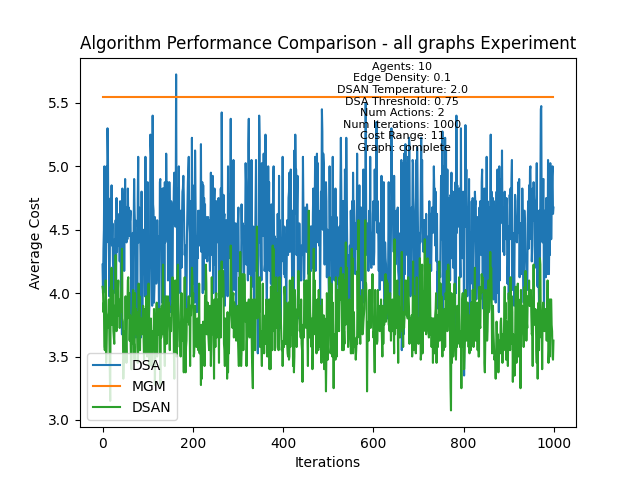 Algorithm Performance Comparison - all graphs Experiment
Agents: 10
Edge Density: 0.1
DSAN Temperature: 2.0
DSA Threshold: 0.75
Num Actions: 2
Num Iterations: 1000
Cost Range: 11
Graph: complete
5.5
5.0
4.5
4.0
3.5
3.0
Average Cost
DSA
MGM
DSAN
0 200 400 600 800 1000
Iterations